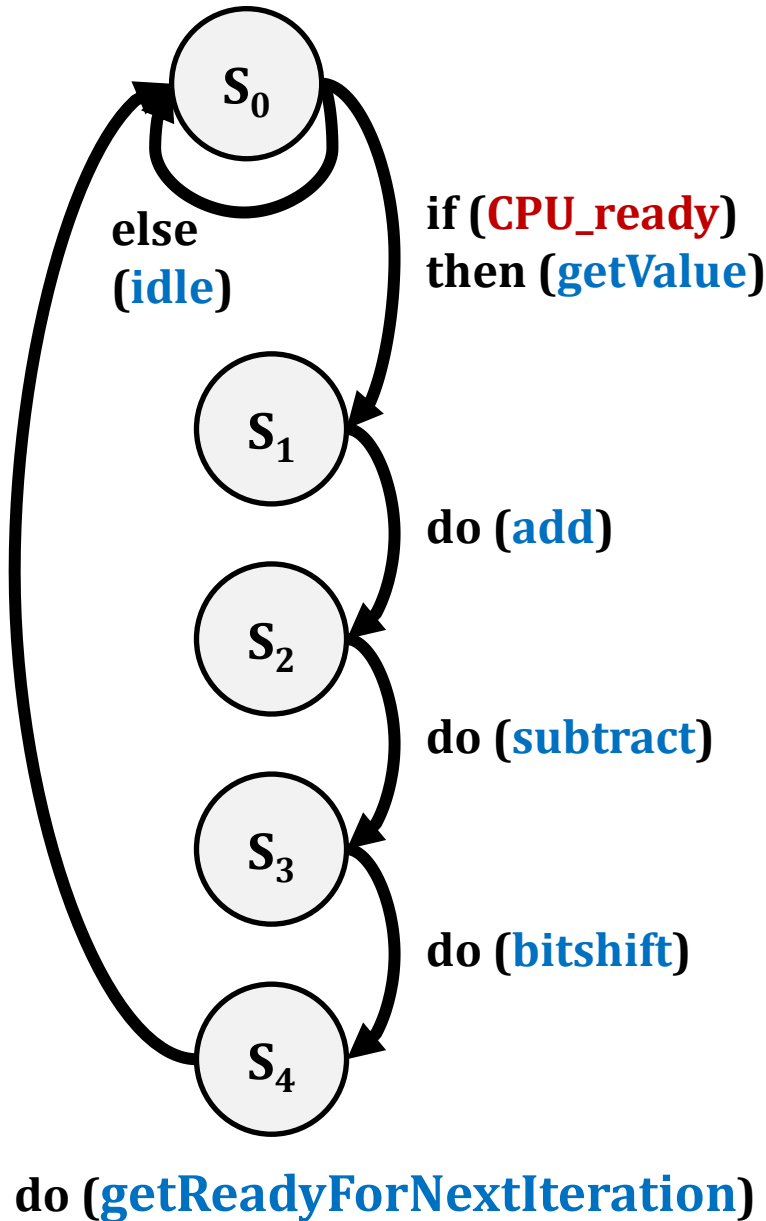 S₀
else
(idle)
if (CPU_ready)
then (getValue)
S₁
do (add)
S₂
do (subtract)
S₃
do (bitshift)
S₄
do (getReadyForNextIteration)